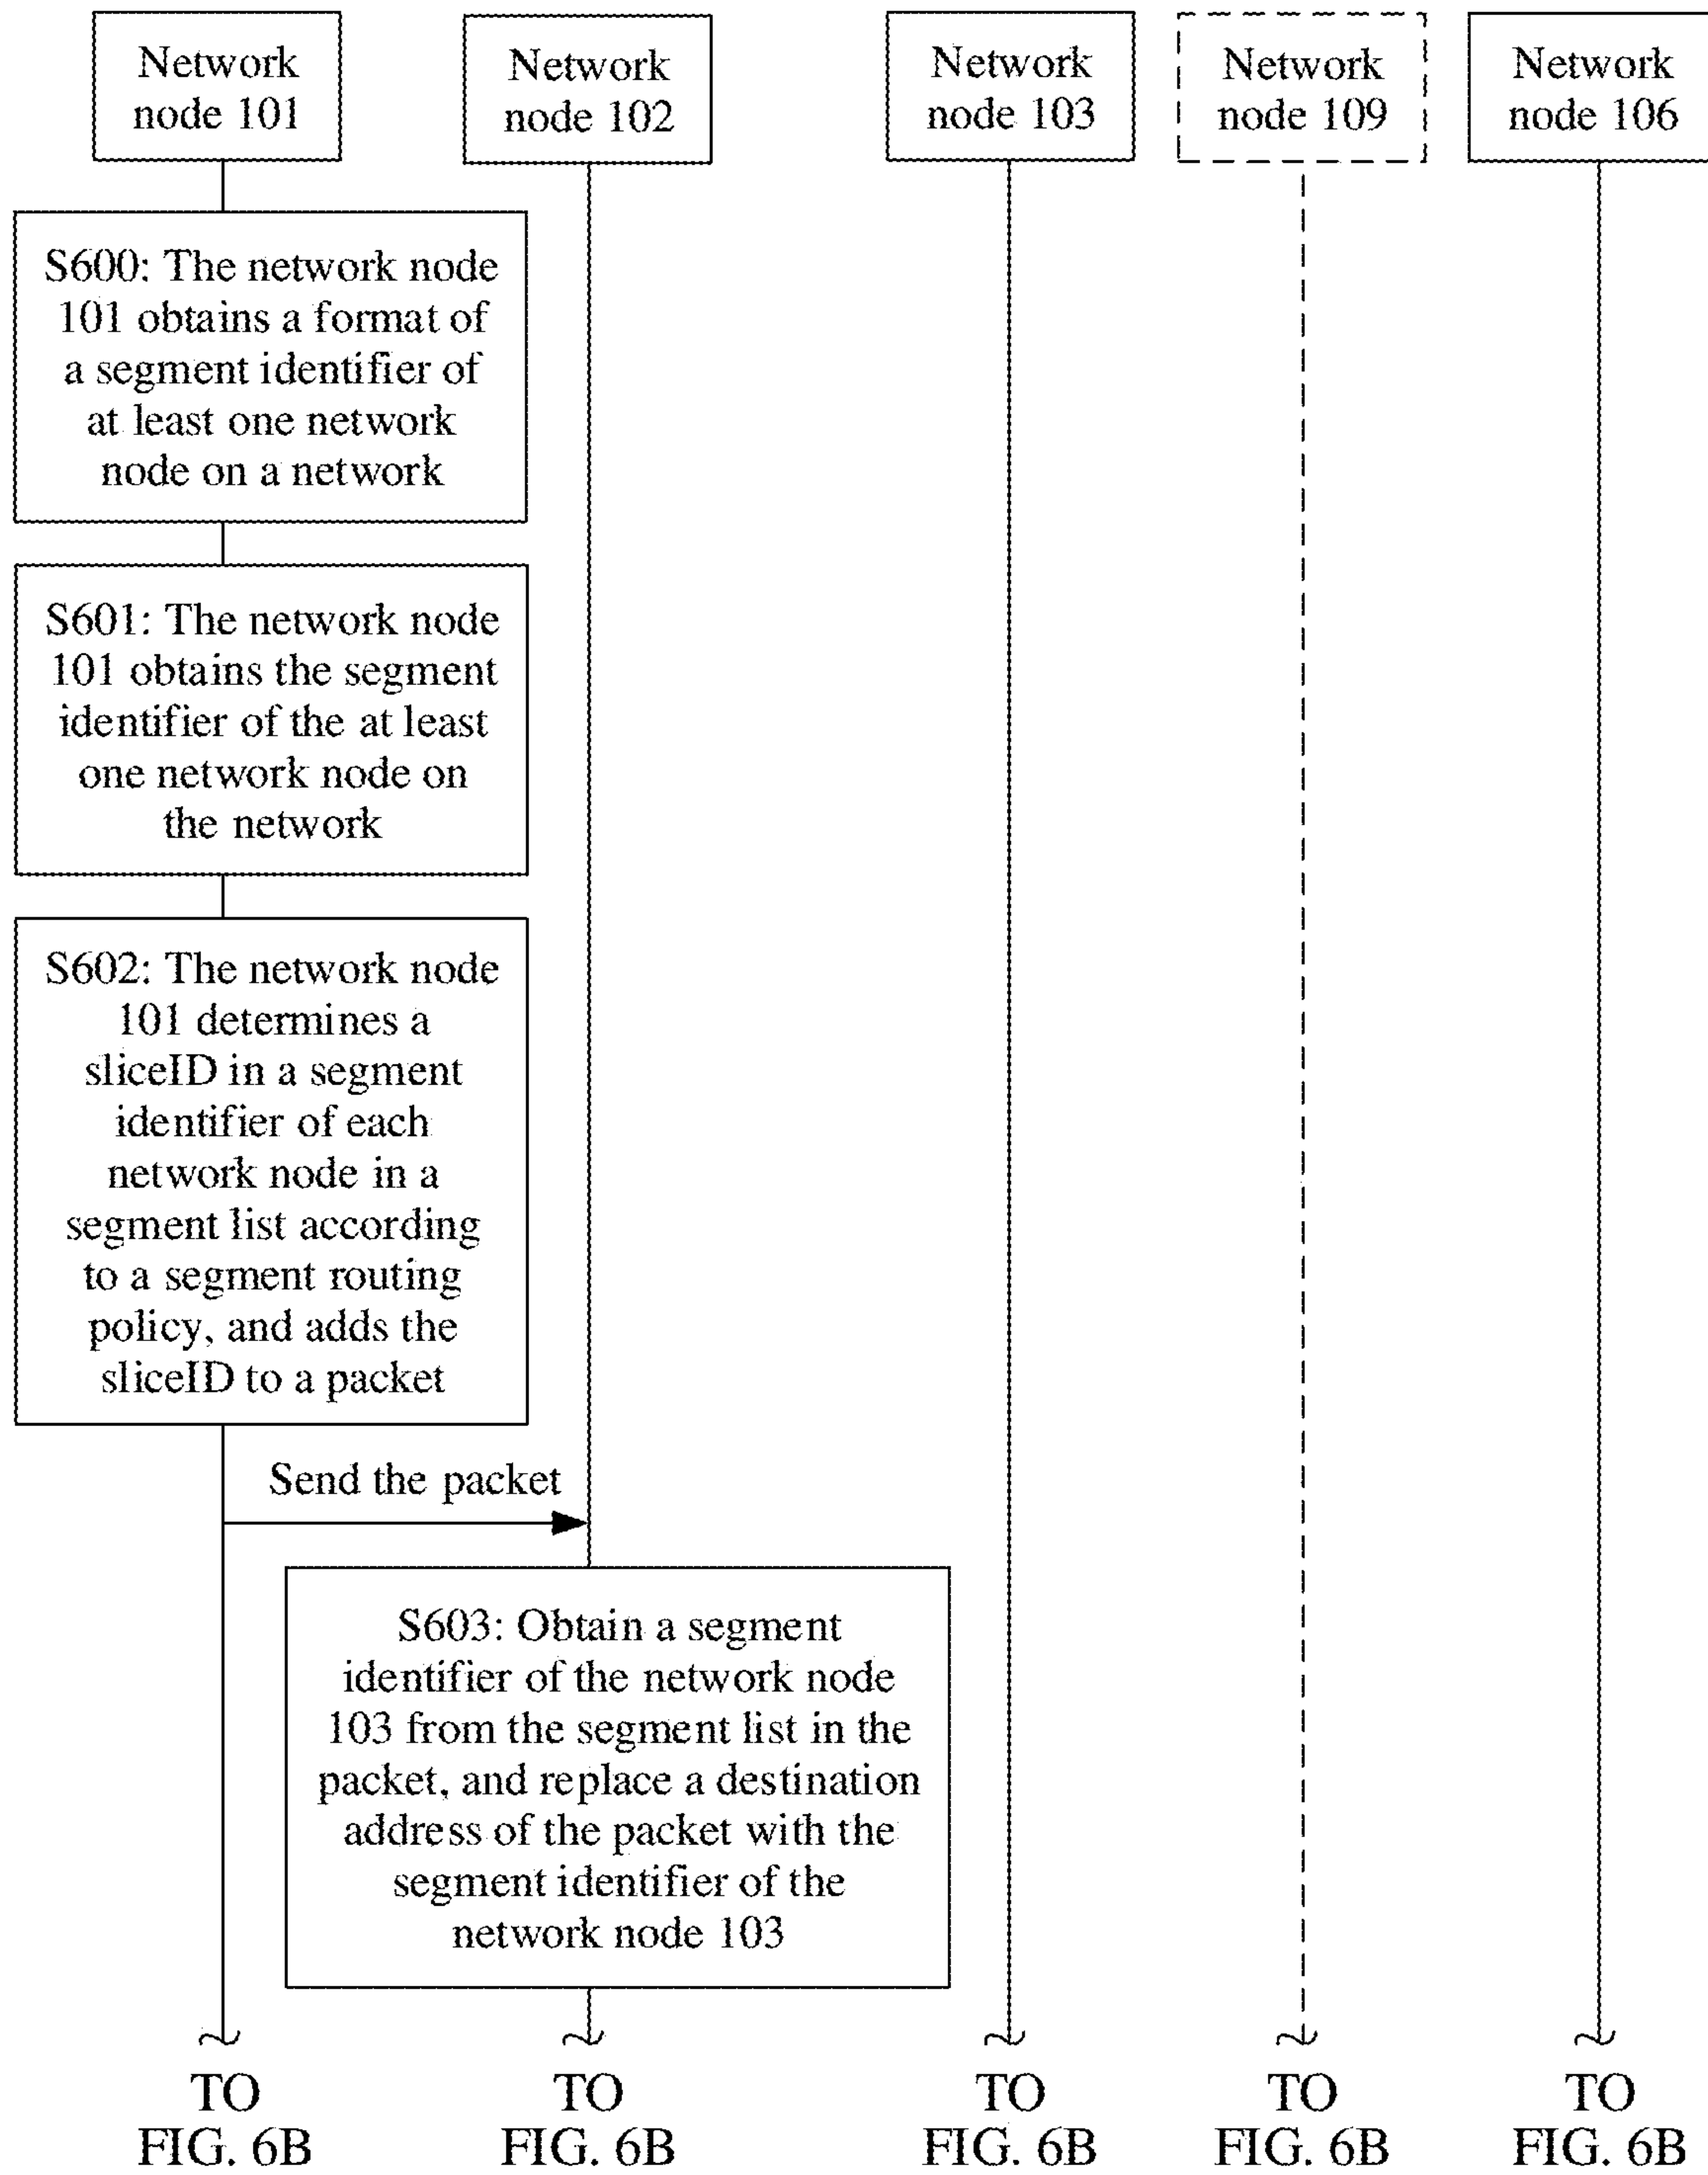 Network
node 101
Network
node 102
Network
node 103
Network
node 109
Network
node 106
S600: The network node
101 obtains a format of
a segment identifier of
at least one network
node on a network
S601: The network node
101 obtains the segment
identifier of the at least
one network node on
the network
S602: The network node
101 determines a
sliceID in a segment
identifier of each
network node in a
segment list according
to a segment routing
policy, and adds the
sliceID to a packet
Send the packet
S603: Obtain a segment
identifier of the network node
103 from the segment list in the
packet, and replace a destination
address of the packet with the
segment identifier of the
network node 103
TO
FIG. 6B
TO
FIG. 6B
TO
FIG. 6B
TO
FIG. 6B
TO
FIG. 6B